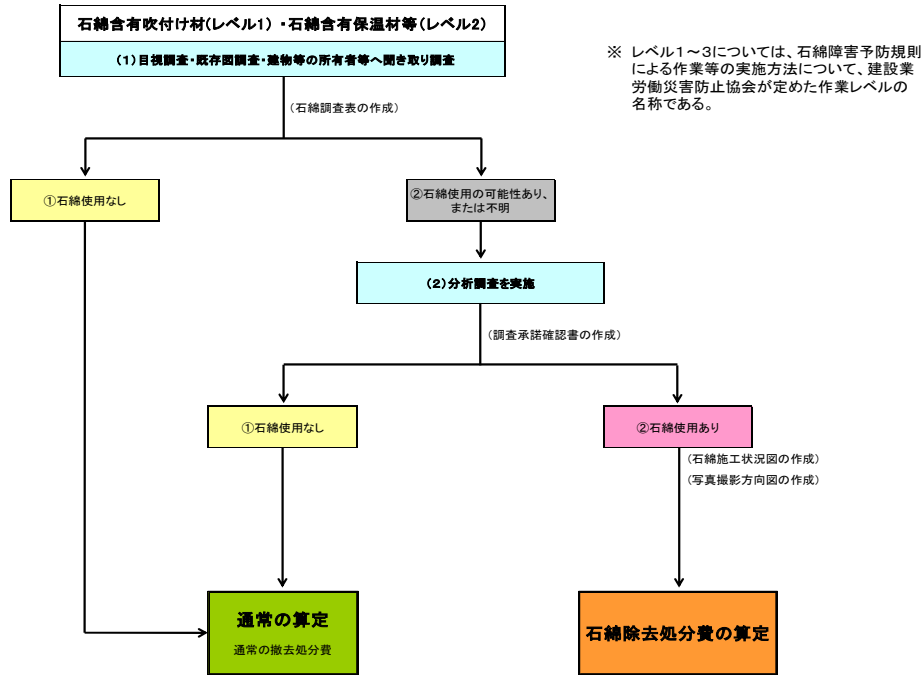 石綿含有吹付け材(レベル1)・石綿含有保温材等(レベル2)
(1)目視調査・既存図調査・建物等の所有者等へ聞き取り調査
※ レベル1～3については、石綿障害予防規則
による作業等の実施方法について、建設業
労働災害防止協会が定めた作業レベルの
名称である。
(石綿調査表の作成)
①石綿使用なし
②石綿使用の可能性あり、
または不明
(2)分析調査を実施
(調査承諾確認書の作成)
①石綿使用なし
②石綿使用あり
(石綿施工状況図の作成)
(写真撮影方向図の作成)
通常の算定
通常の撤去処分費
石綿除去処分費の算定